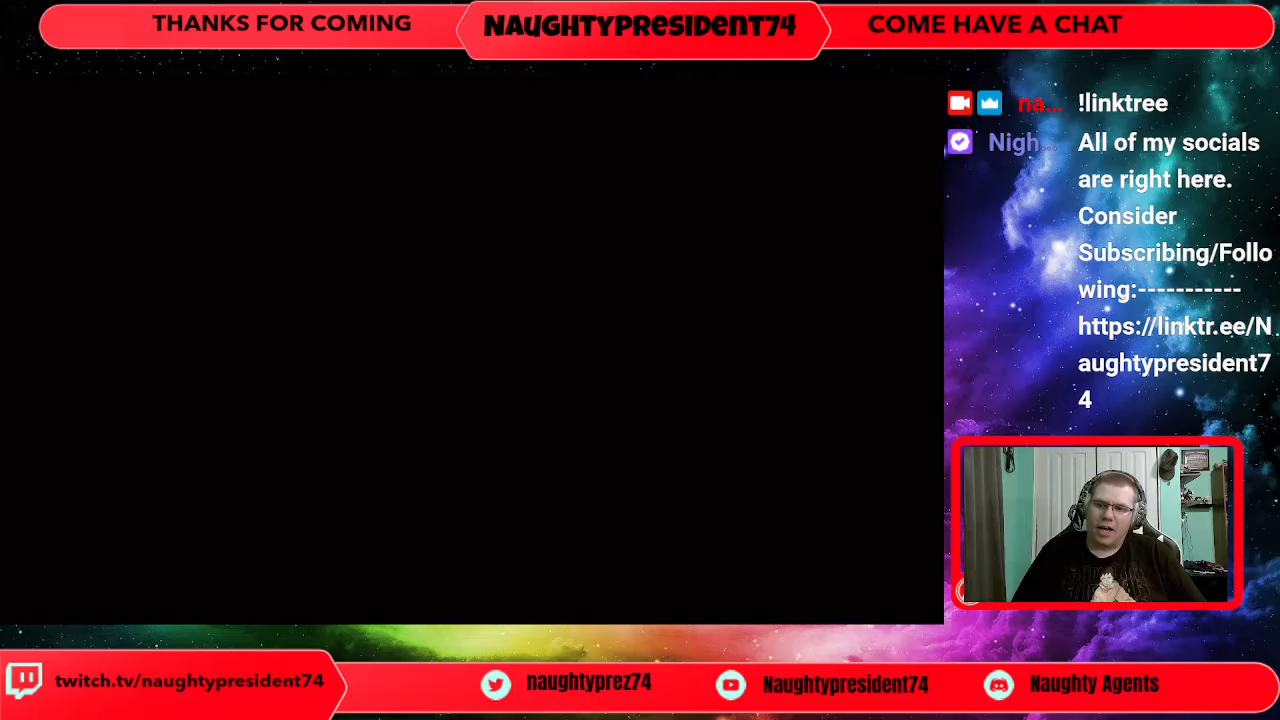 THANKS FOR COMING
NAUGHTYPRESIDENT74
COME HAVE A CHAT
na... !linktree
Nigh... All of my socials
are right here.
Consider
Subscribing/Follo
wing:-----------
https://linktr.ee/N
aughtypresident7
4
twitch.tv/naughtypresident74
naughtyprez74
Naughtypresident74
Naughty Agents